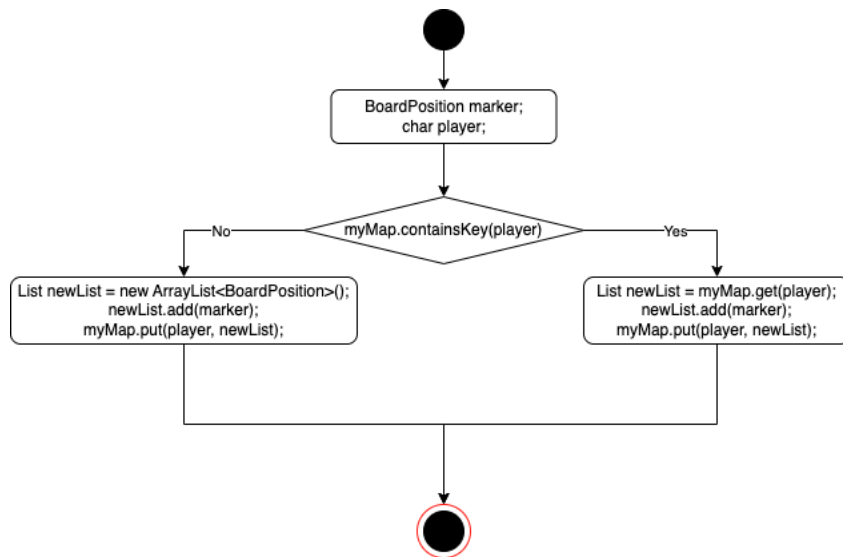 BoardPosition marker;
char player;
myMap.containsKey(player)
No
Yes
List newList = new ArrayList<BoardPosition>();
newList.add(marker);
myMap.put(player, newList);
List newList = myMap.get(player);
newList.add(marker);
myMap.put(player, newList);